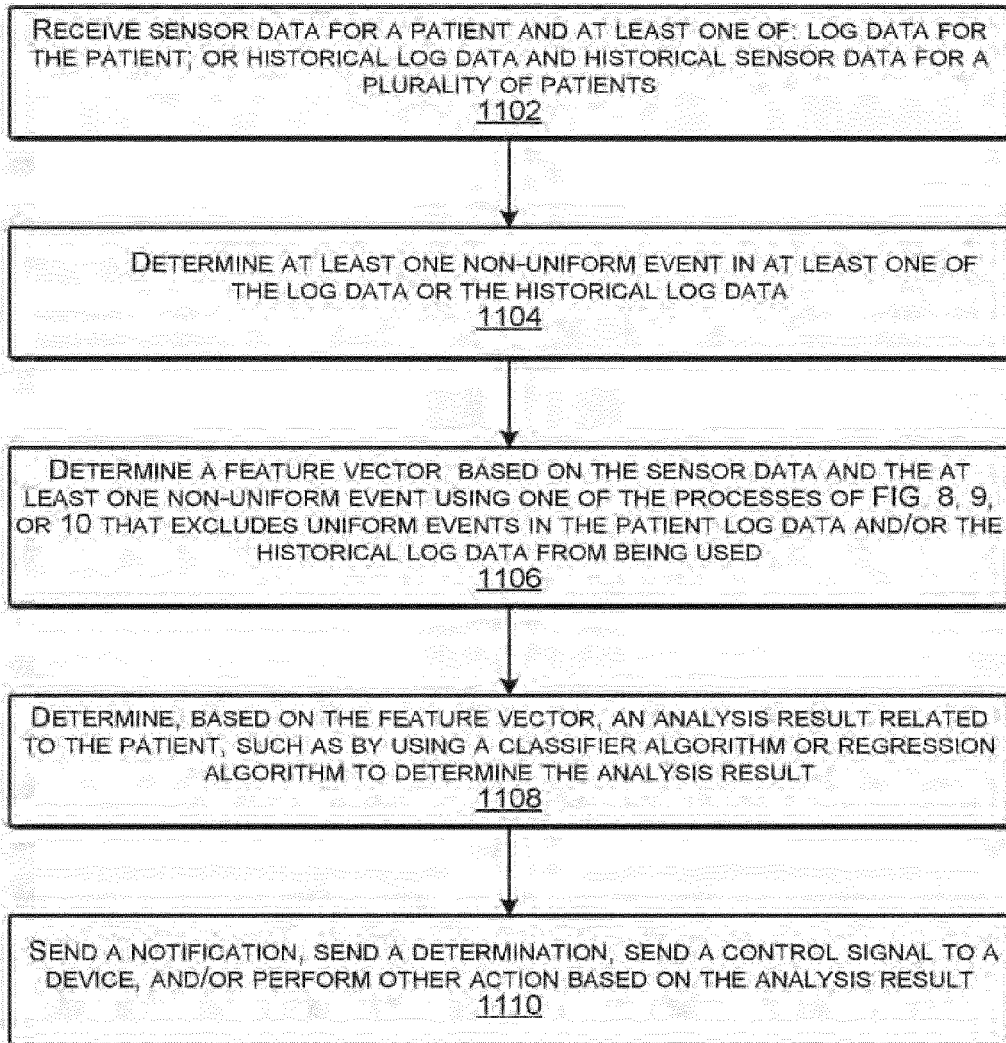 RECEIVE SENSOR DATA FOR A PATIENT AND AT LEAST ONE OF: LOG DATA FOR
THE PATIENT; OR HISTORICAL LOG DATA AND HISTORICAL SENSOR DATA FOR A
PLURALITY OF PATIENTS
1102
DETERMINE AT LEAST ONE NON-UNIFORM EVENT IN AT LEAST ONE OF
THE LOG DATA OR THE HISTORICAL LOG DATA
1104
DETERMINE A FEATURE VECTOR BASED ON THE SENSOR DATA AND THE AT
LEAST ONE NON-UNIFORM EVENT USING ONE OF THE PROCESSES OF FIG. 8, 9,
OR 10 THAT EXCLUDES UNIFORM EVENTS IN THE PATIENT LOG DATA AND/OR THE
HISTORICAL LOG DATA FROM BEING USED
1106
DETERMINE, BASED ON THE FEATURE VECTOR, AN ANALYSIS RESULT RELATED
TO THE PATIENT, SUCH AS BY USING A CLASSIFIER ALGORITHM OR REGRESSION
ALGORITHM TO DETERMINE THE ANALYSIS RESULT
1108
SEND A NOTIFICATION, SEND A DETERMINATION, SEND A CONTROL SIGNAL TO A
DEVICE, AND/OR PERFORM OTHER ACTION BASED ON THE ANALYSIS RESULT
1110